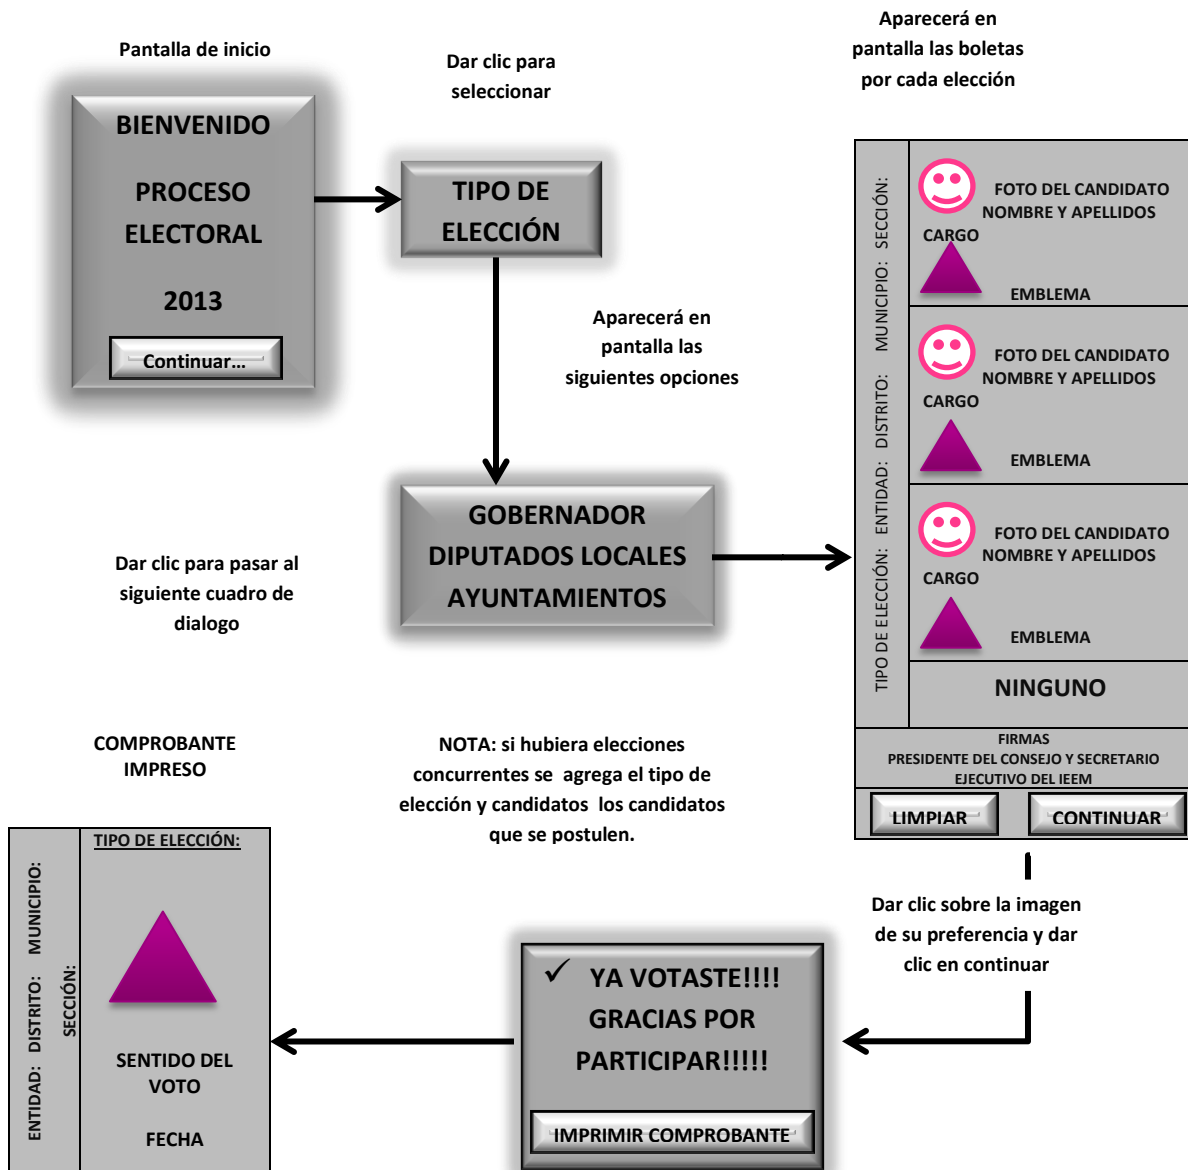 Pantalla de inicio
BIENVENIDO
PROCESO
ELECTORAL
2013
Continuar...
Dar clic para
seleccionar
TIPO DE
ELECCIÓN
Aparecerá en
pantalla las
siguientes opciones
GOBERNADOR
DIPUTADOS LOCALES
AYUNTAMIENTOS
Dar clic para pasar al
siguiente cuadro de
dialogo
Aparecerá en
pantalla las boletas
por cada elección
TIPO DE ELECCIÓN: ENTIDAD: DISTRITO: MUNICIPIO: SECCIÓN:
FOTO DEL CANDIDATO
NOMBRE Y APELLIDOS
CARGO
EMBLEMA
FOTO DEL CANDIDATO
NOMBRE Y APELLIDOS
CARGO
EMBLEMA
FOTO DEL CANDIDATO
NOMBRE Y APELLIDOS
CARGO
EMBLEMA
NINGUNO
FIRMAS
PRESIDENTE DEL CONSEJO Y SECRETARIO
EJECUTIVO DEL IEEM
LIMPIAR
CONTINUAR
NOTA: si hubiera elecciones
concurrentes se agrega el tipo de
elección y candidatos los candidatos
que se postulen.
Dar clic sobre la imagen
de su preferencia y dar
clic en continuar
✓ YA VOTASTE!!!!
GRACIAS POR
PARTICIPAR!!!!!
IMPRIMIR COMPROBANTE
COMPROBANTE
IMPRESO
ENTIDAD: DISTRITO: MUNICIPIO:
SECCIÓN:
TIPO DE ELECCIÓN:
SENTIDO DEL
VOTO
FECHA